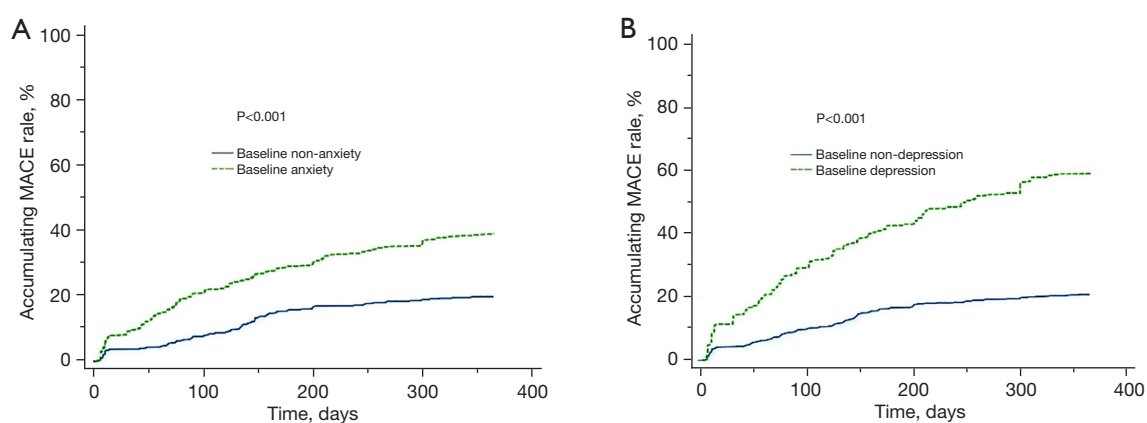 A
100
80
60
40
20
0
Accumulating MACE rale, %
P<0.001
Baseline non-anxiety
Baseline anxiety
0 100 200 300 400
Time, days
B
100
80
60
40
20
0
Accumulating MACE rale, %
P<0.001
Baseline non-depression
Baseline depression
0 100 200 300 400
Time, days